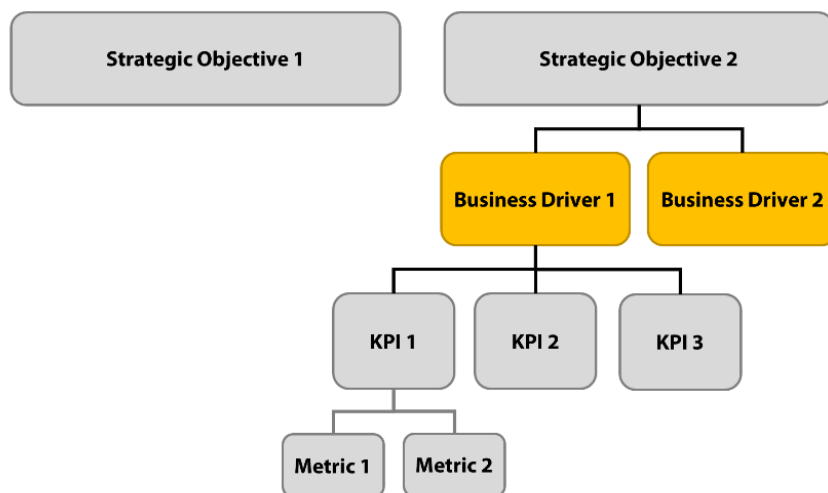 Strategic Objective 1
Strategic Objective 2
Business Driver 1
Business Driver 2
KPI 1
KPI 2
KPI 3
Metric 1
Metric 2